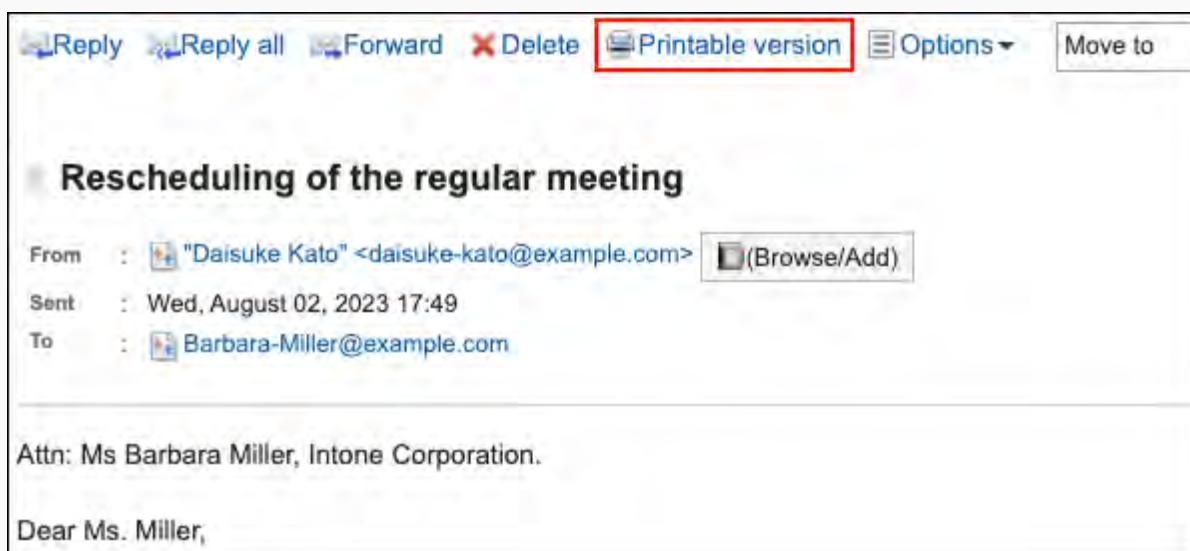 Reply Reply all Forward Delete Printable version Options Move to
Rescheduling of the regular meeting
From : "Daisuke Kato" <daisuke-kato@example.com> (Browse/Add)
Sent : Wed, August 02, 2023 17:49
To : Barbara-Miller@example.com
Attn: Ms Barbara Miller, Intone Corporation.
Dear Ms. Miller,